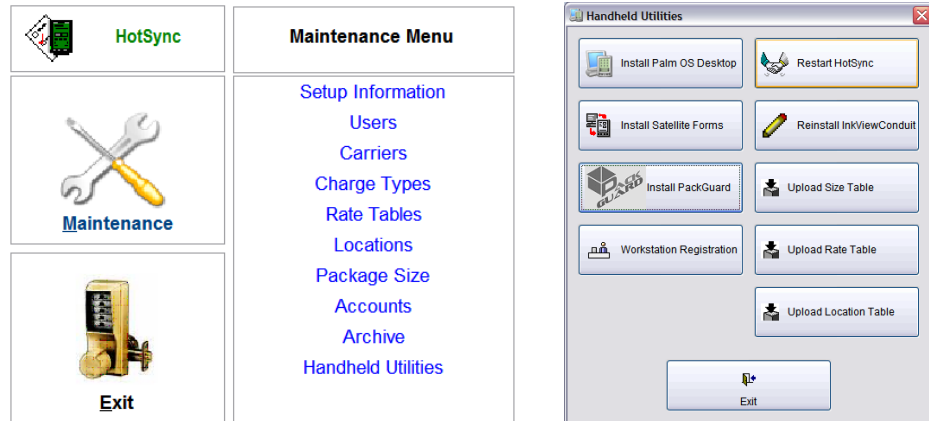 HotSync
Maintenance
Exit
Maintenance Menu
Setup Information
Users
Carriers
Charge Types
Rate Tables
Locations
Package Size
Accounts
Archive
Handheld Utilities
Handheld Utilities
Install Palm OS Desktop
Restart HotSync
Install Satellite Forms
Reinstall InkViewConduit
PACK GUARD
Install PackGuard
Upload Size Table
Workstation Registration
Upload Rate Table
Upload Location Table
Exit